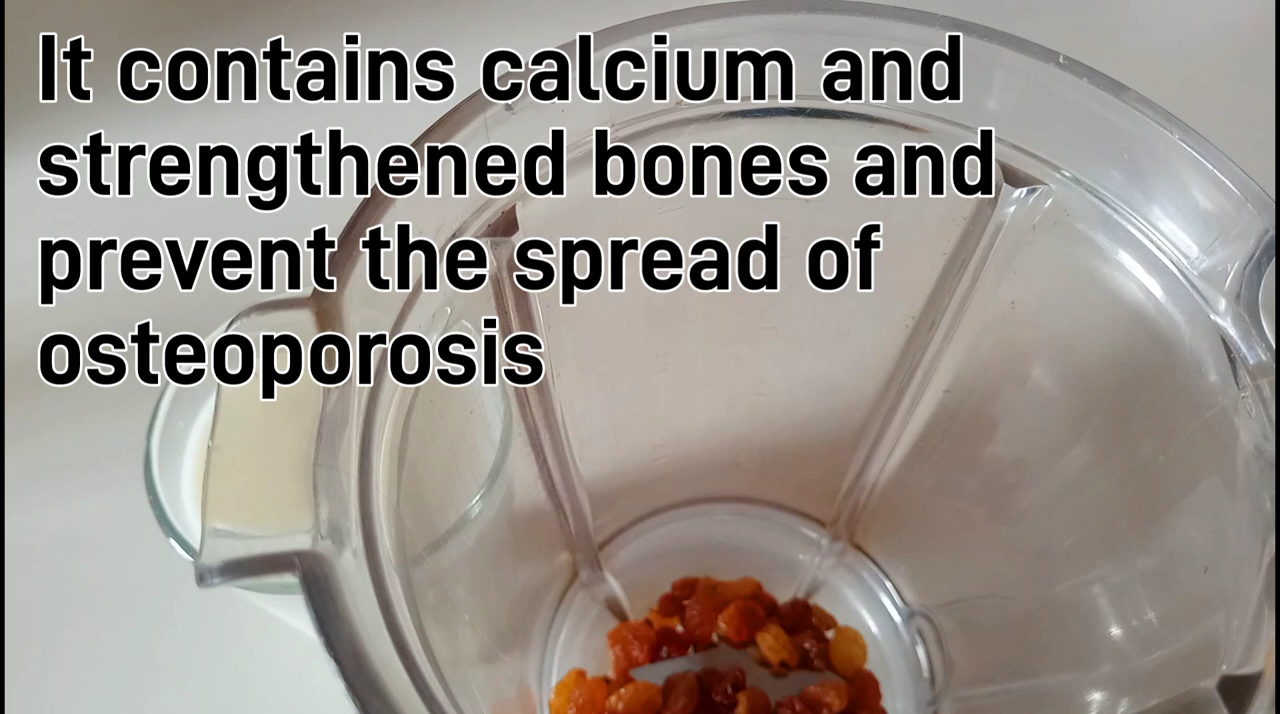 It contains calcium and
strengthened bones and
prevent the spread of
osteoporosis